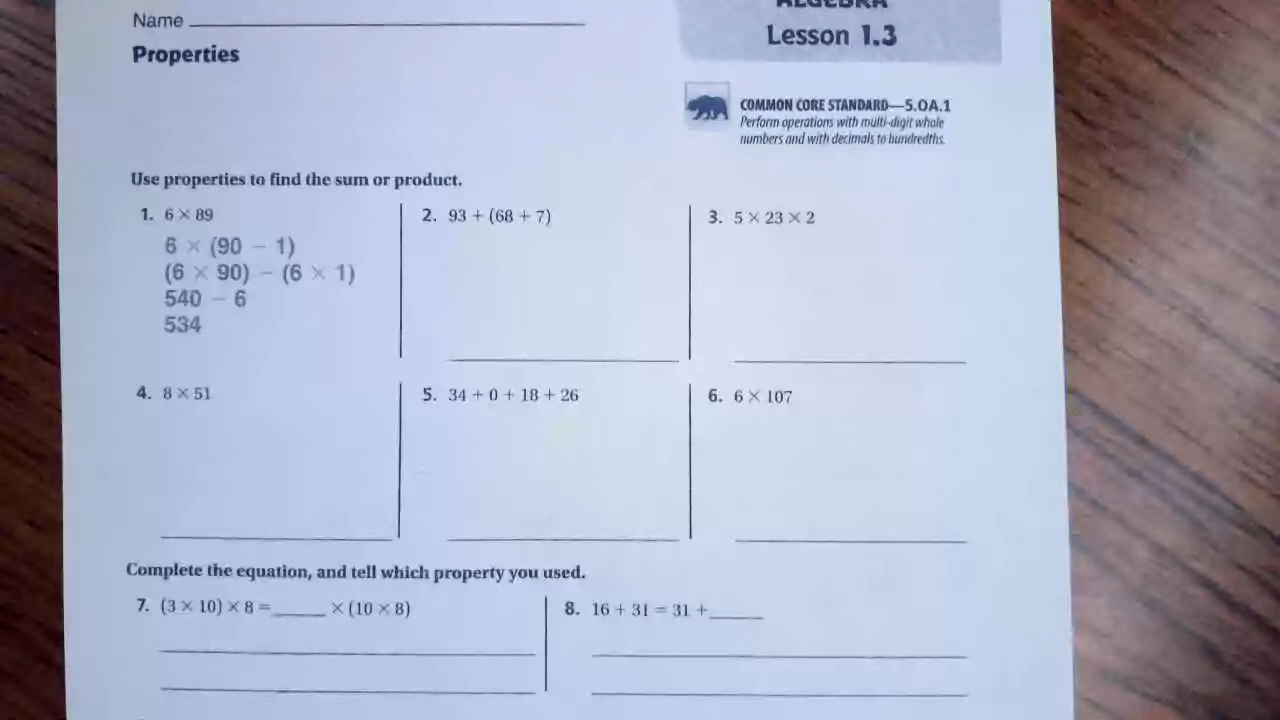 Name
ALGEBRA
Lesson 1.3
Properties
COMMON CORE STANDARD—5.OA.1
Perform operations with multi-digit whole
numbers and with decimals to hundredths.
Use properties to find the sum or product.
1. 6 × 89
6 × (90 − 1)
(6 × 90) − (6 × 1)
540 − 6
534
2. 93 + (68 + 7)
3. 5 × 23 × 2
4. 8 × 51
5. 34 + 0 + 18 + 26
6. 6 × 107
Complete the equation, and tell which property you used.
7. (3 × 10) × 8 = _____ × (10 × 8)
8. 16 + 31 = 31 + _____